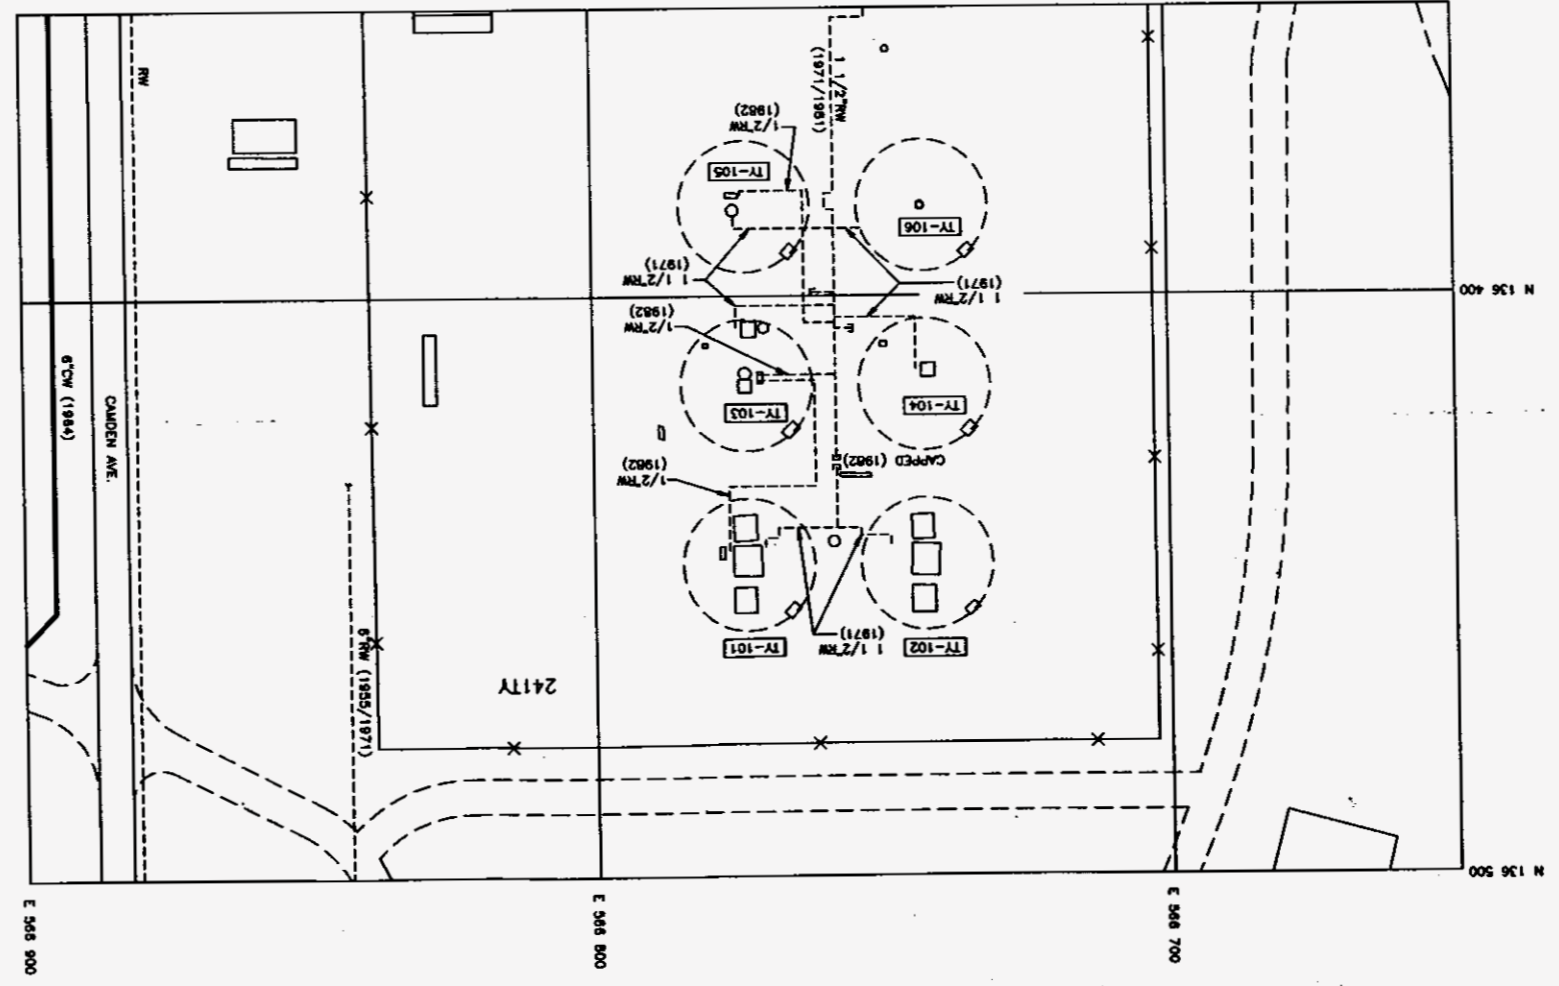 E 566 700
E 566 800
E 566 900
N 136 500
241TY
TY-102
1 1/2"RW
(1971)
TY-101
6"RW (1955/1971)
1/2"RW
(1982)
CAPPED (1982)
TY-104
TY-103
CAMDEN AVE.
6"CW (1984)
1/2"RW
(1982)
N 136 400
1 1/2"RW
(1971)
1 1/2"RW
(1971)
TY-106
TY-105
1/2"RW
(1982)
1 1/2"RW
(1971/1981)
RW